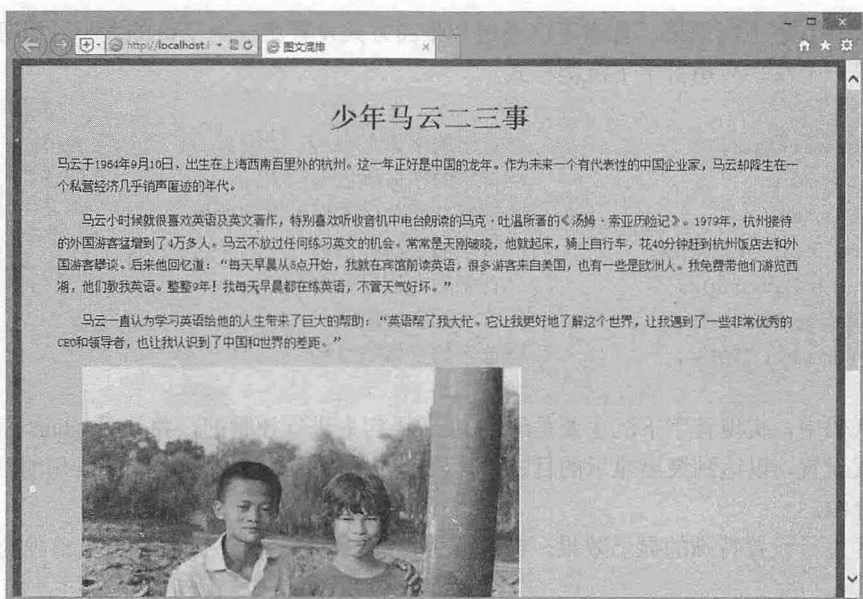 http://localhost:
图文混排
少年马云二三事
马云于1964年9月10日，出生在上海西南百里外的杭州。这一年正好是中国的龙年。作为未来一个有代表性的中国企业家，马云却降生在一
个私营经济几乎销声匿迹的年代。
马云小时候就很喜欢英语及英文著作，特别喜欢听收音机中电台朗读的马克·吐温所著的《汤姆·索亚历险记》。1979年，杭州接待
的外国游客猛增到了4万多人。马云不放过任何练习英文的机会。常常是天刚破晓，他就起床，骑上自行车，花40分钟赶到杭州饭店去和外
国游客攀谈。后来他回忆道：“每天早晨从5点开始，我就在宾馆前读英语。很多游客来自美国，也有一些是欧洲人。我免费带他们游览西
湖，他们教我英语。整整9年！我每天早晨都在练英语，不管天气好坏。”
马云一直认为学习英语给他的人生带来了巨大的帮助：“英语帮了我大忙。它让我更好地了解这个世界，让我遇到了一些非常优秀的
CEO和领导者，也让我认识到了中国和世界的差距。”